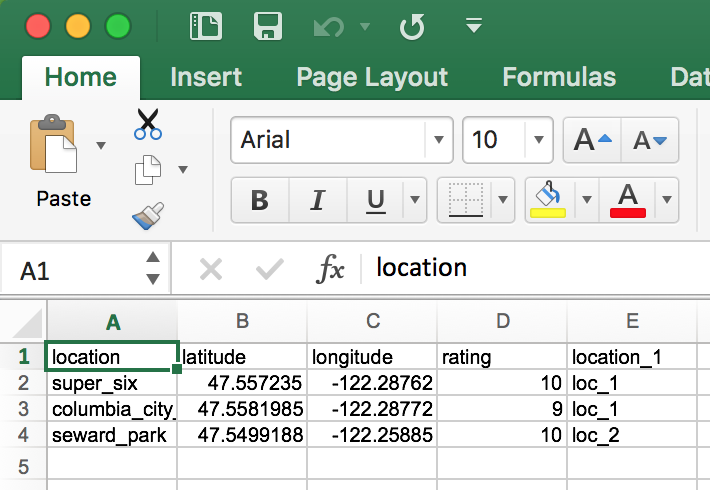 Home Insert Page Layout Formulas Dat
Paste
Arial 10 A A
B I U A
A1 fx location
A B C D E
1 location latitude longitude rating location_1
2 super_six 47.557235 -122.28762 10 loc_1
3 columbia_city_ 47.5581985 -122.28772 9 loc_1
4 seward_park 47.5499188 -122.25885 10 loc_2
5